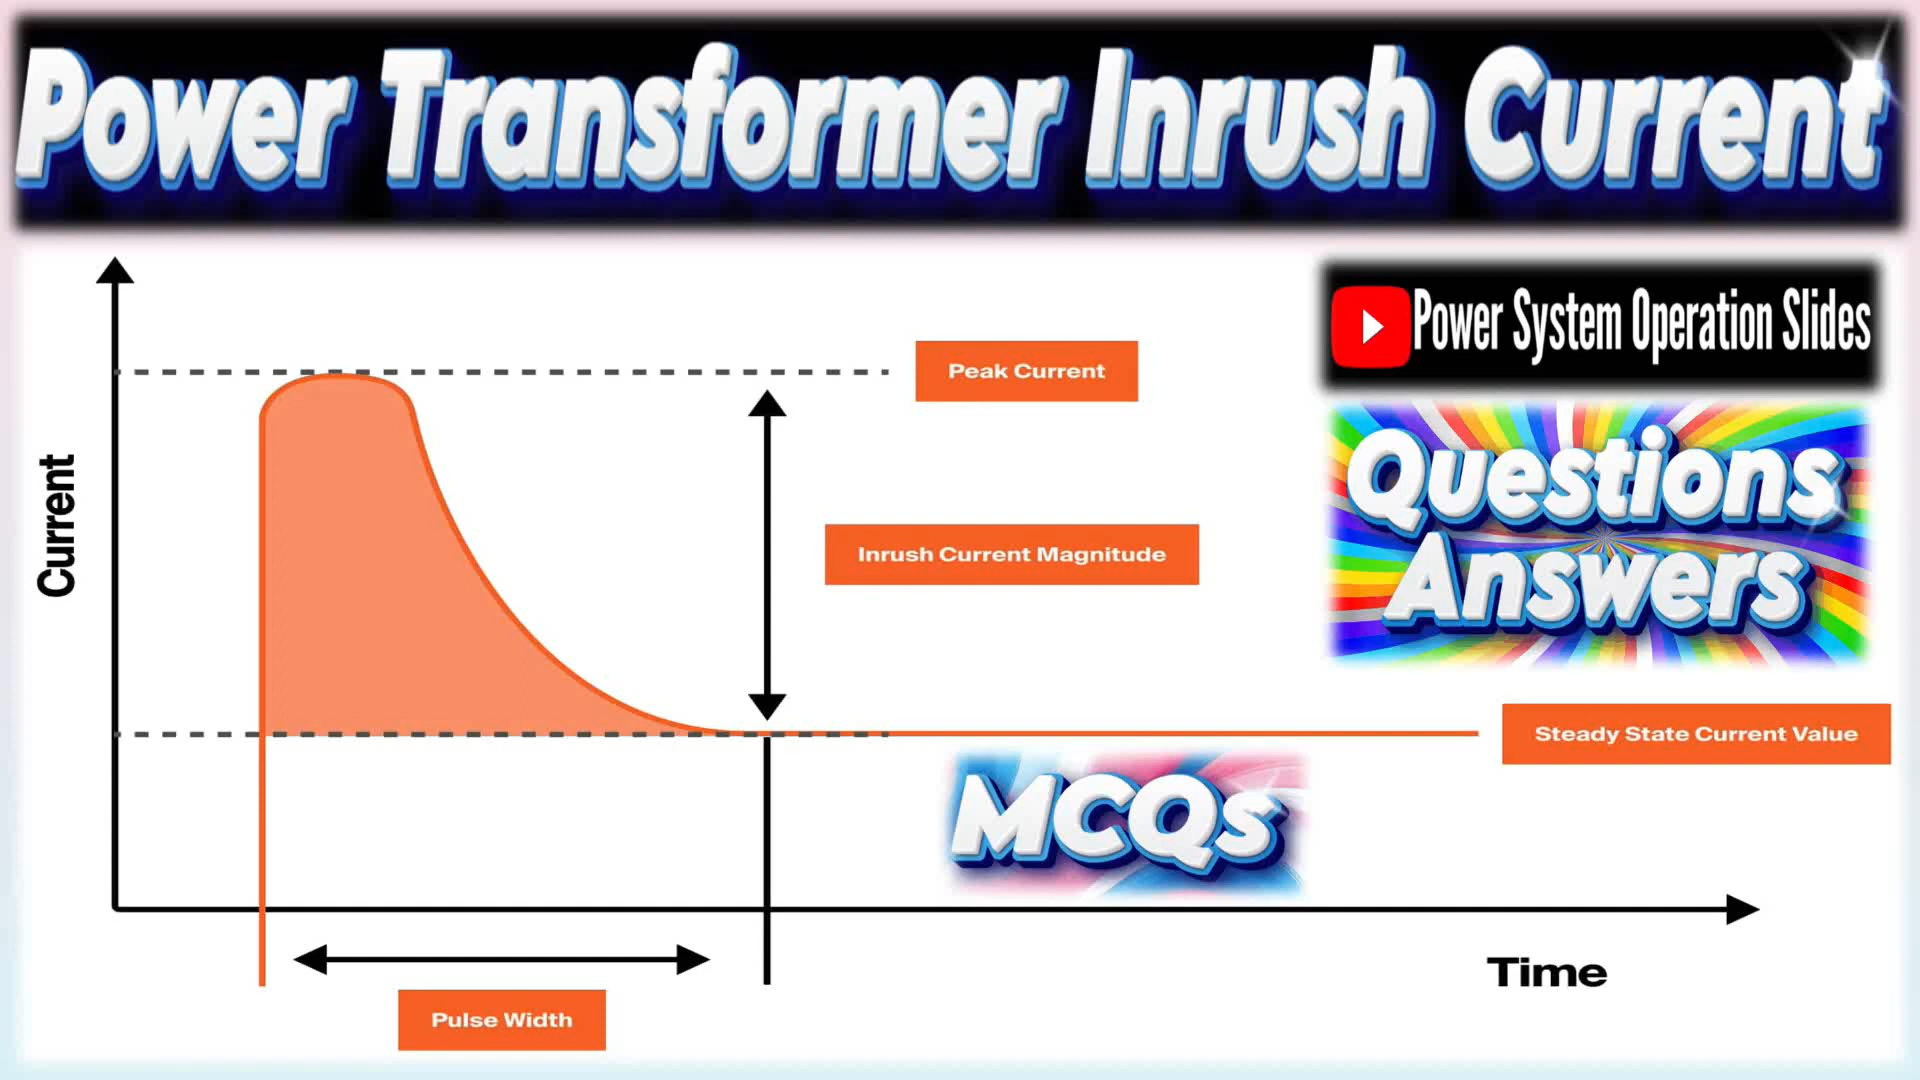 Power Transformer Inrush Current
Power System Operation Slides
Peak Current
Questions
Answers
Current
Inrush Current Magnitude
Steady State Current Value
MCQs
Time
Pulse Width